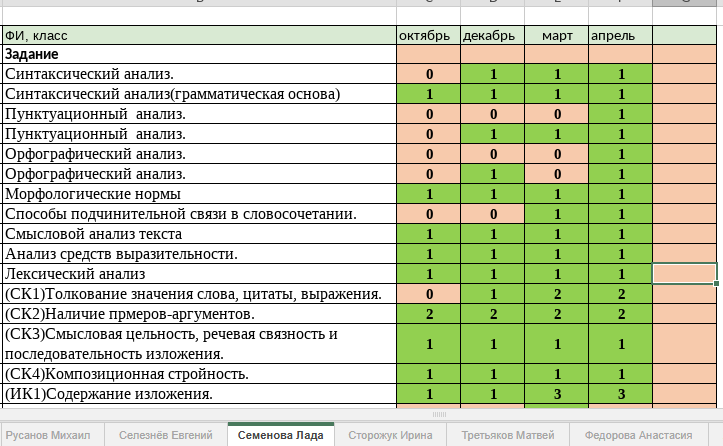 ФИ, класс октябрь декабрь март апрель
Задание
Синтаксический анализ. 0 1 1 1
Синтаксический анализ(грамматическая основа) 1 1 1 1
Пунктуационный анализ. 0 0 0 1
Пунктуационный анализ. 0 1 1 1
Орфографический анализ. 0 0 0 1
Орфографический анализ. 0 1 0 1
Морфологические нормы 1 1 1 1
Способы подчинительной связи в словосочетании. 0 0 1 1
Смысловой анализ текста 1 1 1 1
Анализ средств выразительности. 1 1 1 1
Лексический анализ 1 1 1 1
(СК1)Толкование значения слова, цитаты, выражения. 0 1 2 2
(СК2)Наличие прмеров-аргументов. 2 2 2 2
(СК3)Смысловая цельность, речевая связность и
последовательность изложения. 1 1 1 1
(СК4)Композиционная стройность. 1 1 1 1
(ИК1)Содержание изложения. 1 1 3 3
Русанов Михаил Селезнёв Евгений Семенова Лада Сторожук Ирина Третьяков Матвей Федорова Анастасия